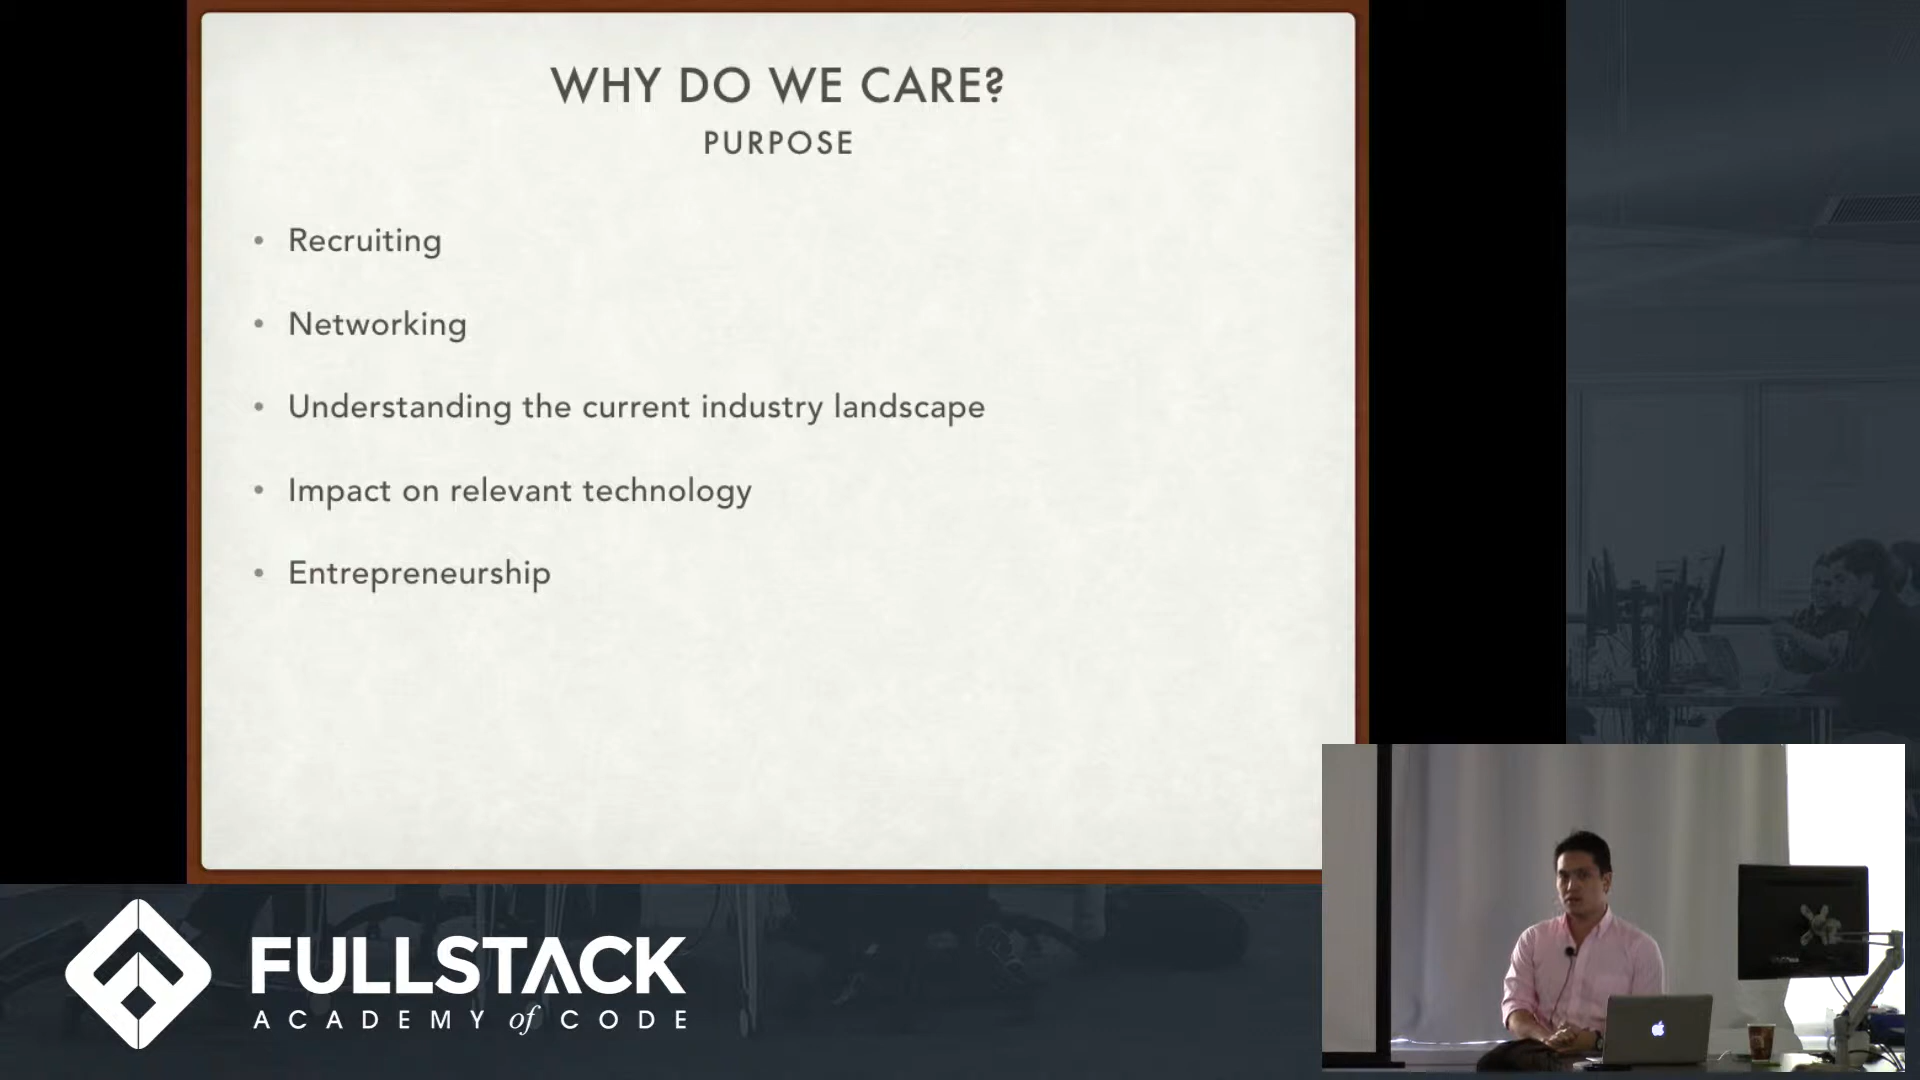 WHY DO WE CARE?
PURPOSE
• Recruiting
• Networking
• Understanding the current industry landscape
• Impact on relevant technology
• Entrepreneurship
FULLSTACK
ACADEMY of CODE